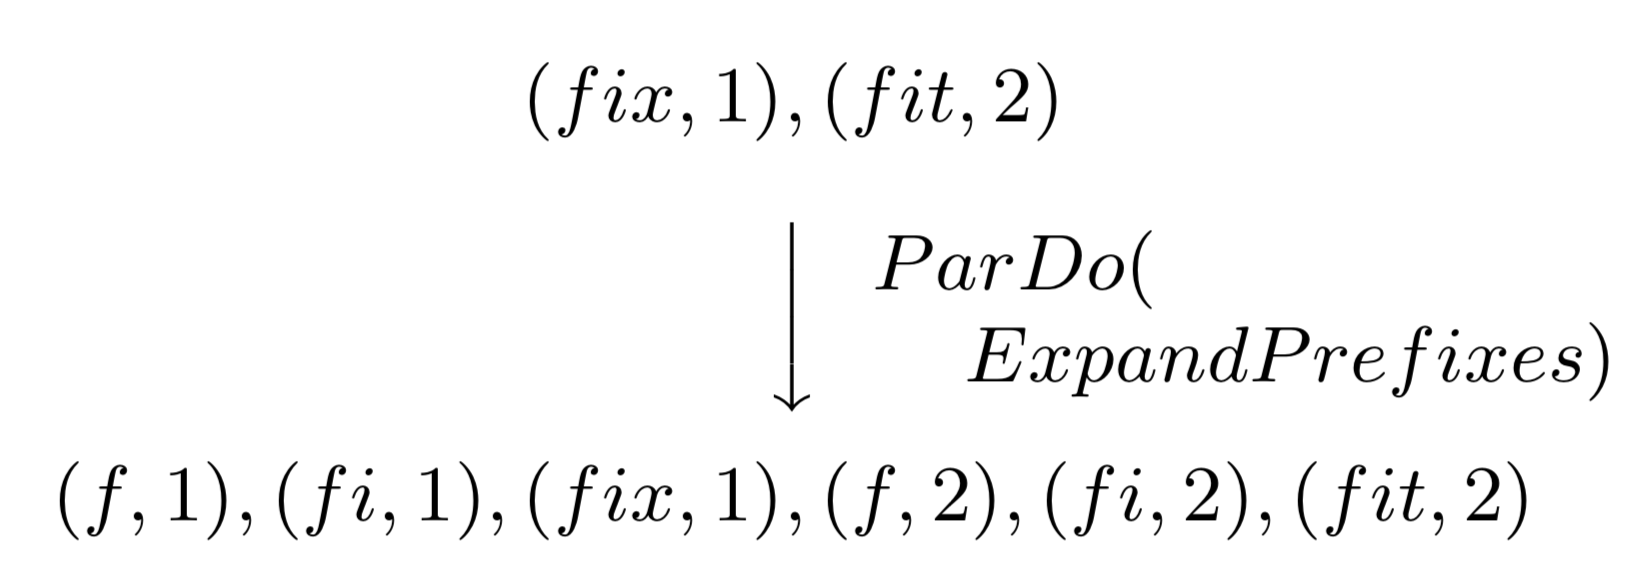 (fix, 1), (fit, 2)
ParDo(
ExpandPrefixes)
(f, 1), (fi, 1), (fix, 1), (f, 2), (fi, 2), (fit, 2)